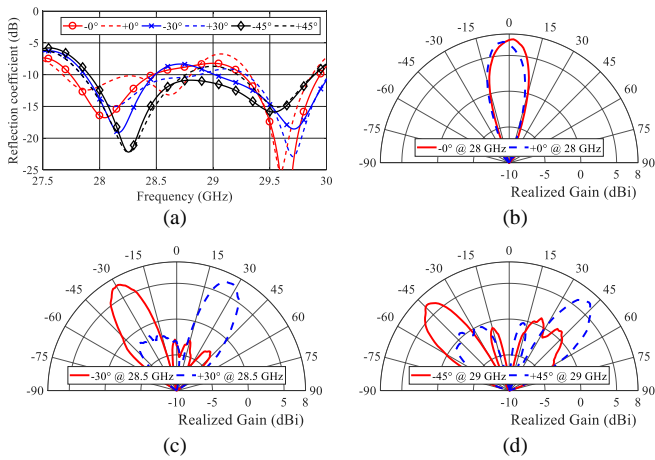 -0° +0° -30° +30° -45° +45°
0
-5
-10
-15
-20
-25
Reflection coefficient (dB)
27.5 28 28.5 29 29.5 30
Frequency (GHz)
(a)
0
-15 15
-30 30
-45 45
-60 60
-75 75
-90 90
-0° @ 28 GHz +0° @ 28 GHz
-10 -5 0 5 8
Realized Gain (dBi)
(b)
0
-15 15
-30 30
-45 45
-60 60
-75 75
-90 90
-30° @ 28.5 GHz +30° @ 28.5 GHz
-10 -5 0 5 8
Realized Gain (dBi)
(c)
0
-15 15
-30 30
-45 45
-60 60
-75 75
-90 90
-45° @ 29 GHz +45° @ 29 GHz
-10 -5 0 5 8
Realized Gain (dBi)
(d)